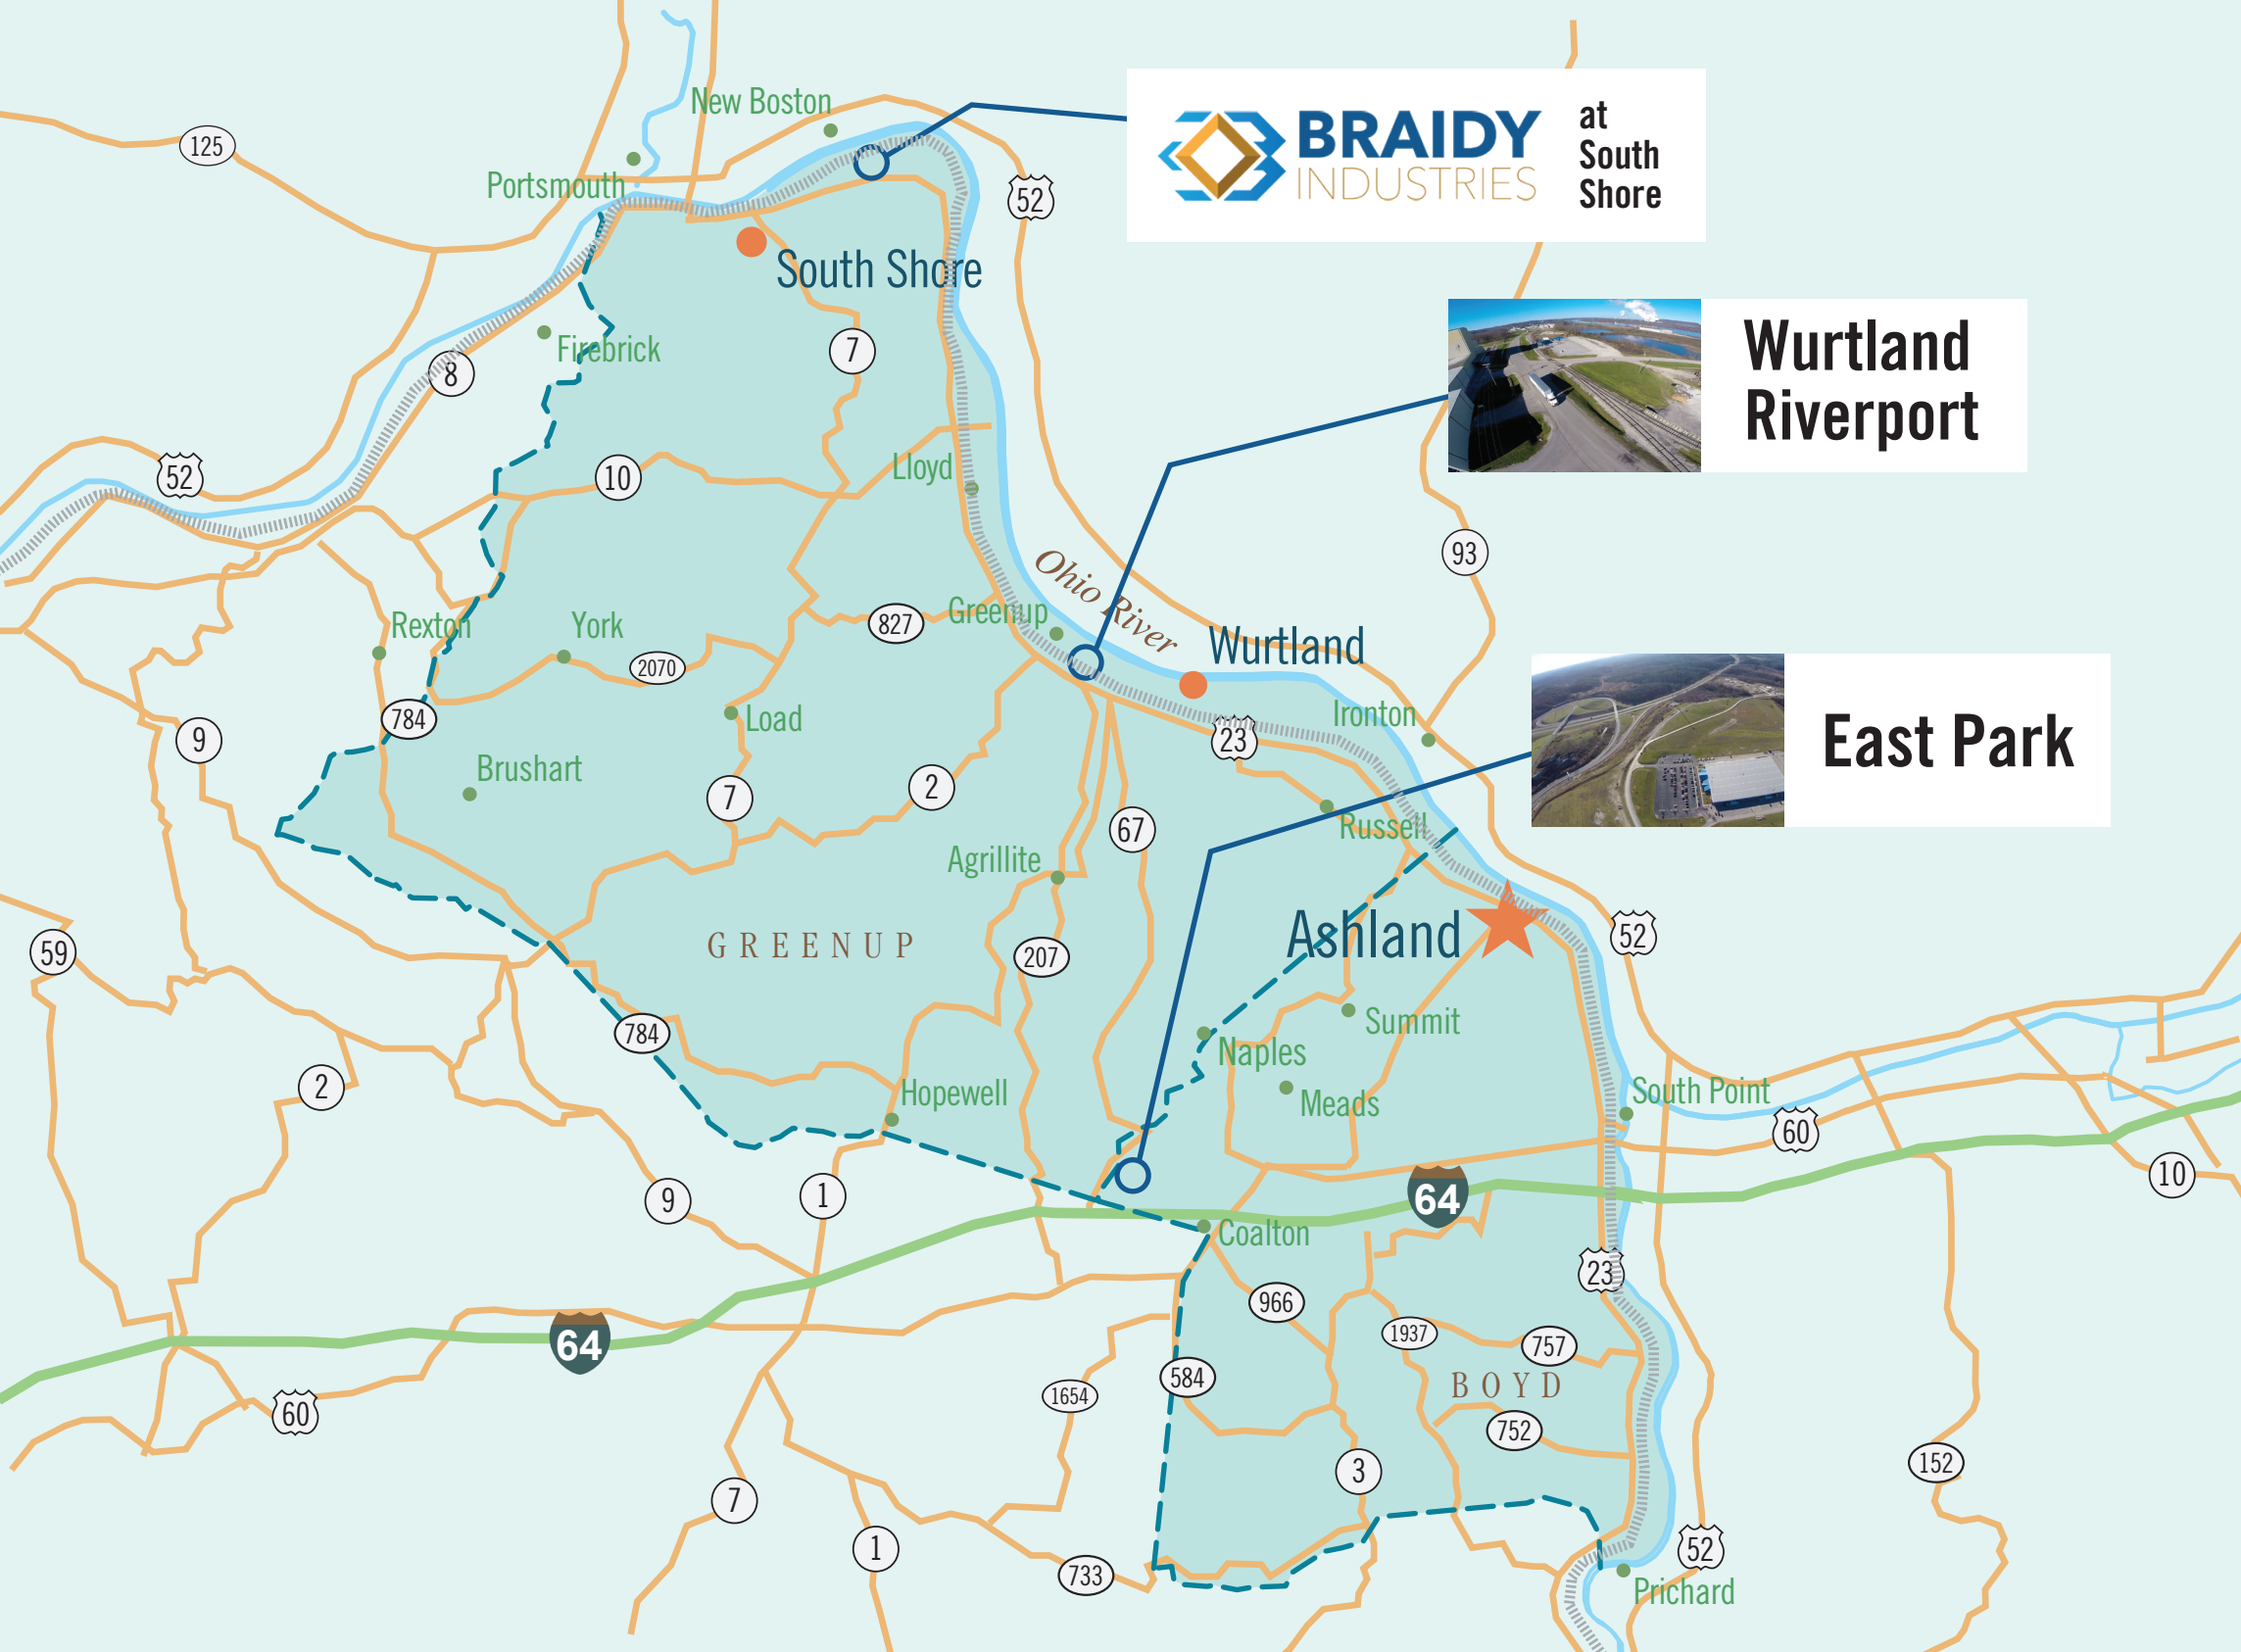 New Boston
125
Portsmouth
52
BRAIDY
INDUSTRIES
at
South
Shore
South Shore
Firebrick
8
7
Wurtland
Riverport
52
10
Lloyd
93
Ohio River
Greenup
827
Rexton
York
2070
Wurtland
784
Load
Ironton
23
9
East Park
Brushart
7
2
67
Russell
Agrillite
GREENUP
207
Ashland
52
59
784
Summit
Naples
2
Hopewell
Meads
South Point
60
9
1
64
10
Coalton
23
966
64
1937
757
584
BOYD
1654
60
752
3
152
7
1
52
733
Prichard